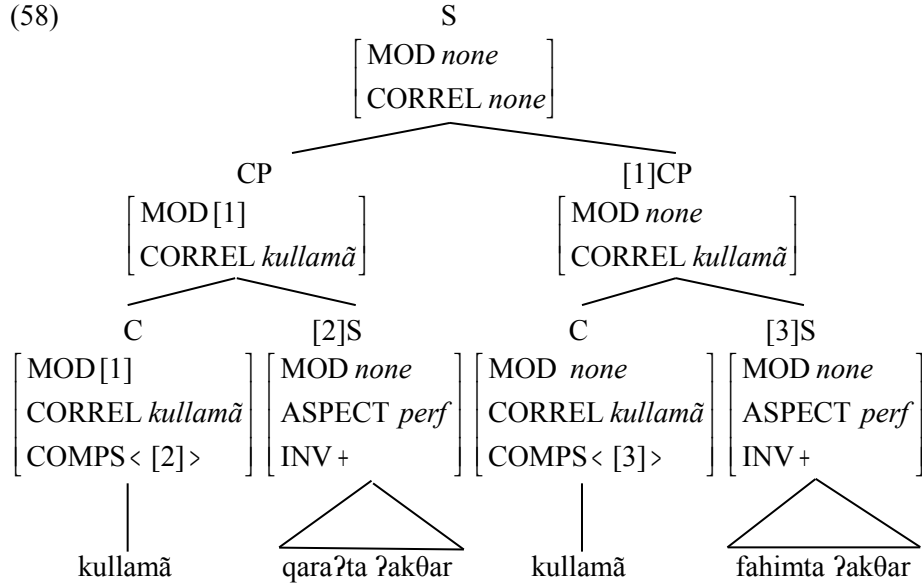 (58) S
MOD none
CORREL none
CP [1]CP
MOD [1] MOD none
CORREL kullamã CORREL kullamã
C [2]S C [3]S
MOD [1] MOD none MOD none MOD none
CORREL kullamã ASPECT perf CORREL kullamã ASPECT perf
COMPS < [2] > INV + COMPS < [3] > INV +
kullamã qaraʔta ʔakθar kullamã fahimta ʔakθar